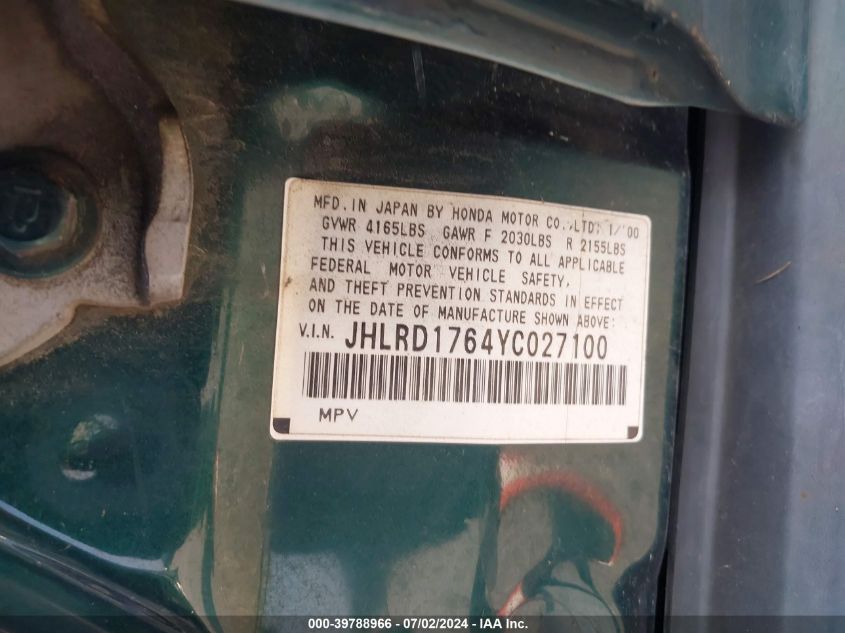 MFD. IN JAPAN BY HONDA MOTOR CO.,LTD: 1/'00
GVWR 4165LBS GAWR F 2030LBS R 2155LBS
THIS VEHICLE CONFORMS TO ALL APPLICABLE
FEDERAL MOTOR VEHICLE SAFETY,
AND THEFT PREVENTION STANDARDS IN EFFECT
ON THE DATE OF MANUFACTURE SHOWN ABOVE:
V.I.N. JHLRD1764YC027100
MPV
000-39788966 - 07/02/2024 - IAA Inc.